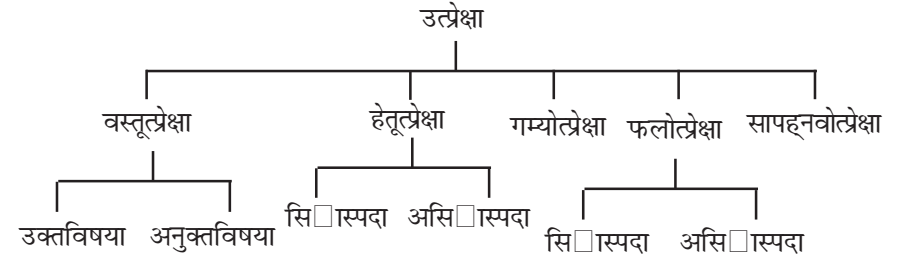 उत्प्रेक्षा
वस्तूत्प्रेक्षा हेतूत्प्रेक्षा गम्योत्प्रेक्षा फलोत्प्रेक्षा सापह्नवोत्प्रेक्षा
उक्तविषया अनुक्तविषया सि□ास्पदा असि□ास्पदा
सि□ास्पदा असि□ास्पदा